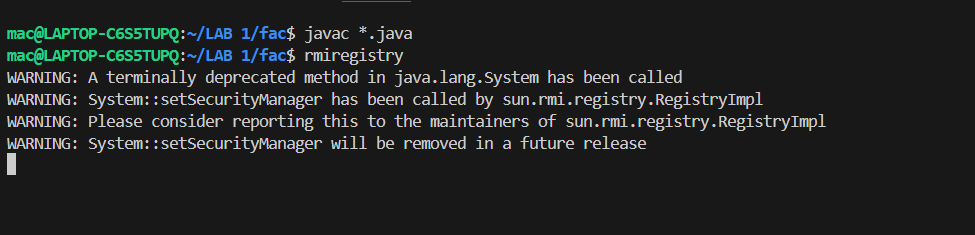 mac@LAPTOP-C6S5TUPQ:~/LAB 1/fac$ javac *.java
mac@LAPTOP-C6S5TUPQ:~/LAB 1/fac$ rmiregistry
WARNING: A terminally deprecated method in java.lang.System has been called
WARNING: System::setSecurityManager has been called by sun.rmi.registry.RegistryImpl
WARNING: Please consider reporting this to the maintainers of sun.rmi.registry.RegistryImpl
WARNING: System::setSecurityManager will be removed in a future release